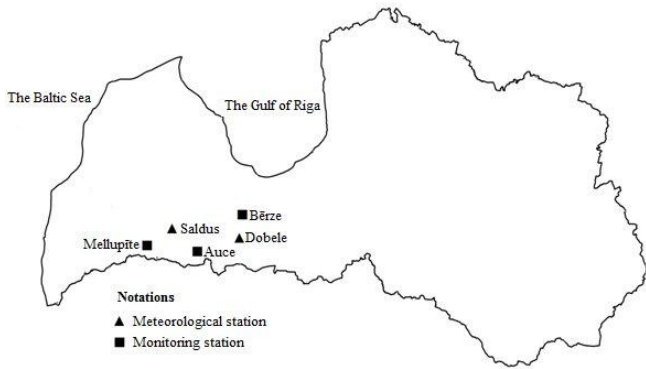 The Baltic Sea
The Gulf of Riga
Bērze
Saldus
Dobele
Mellupīte
Auce
Notations
Meteorological station
Monitoring station